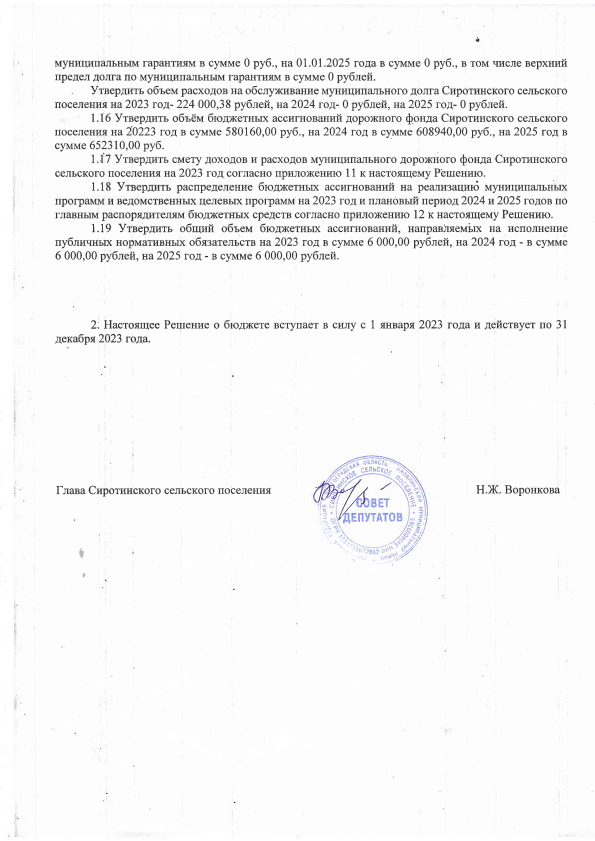 муниципальным гарантиям в сумме 0 руб., на 01.01.2025 года в сумме 0 руб., в том числе верхний
предел долга по муниципальным гарантиям в сумме 0 рублей.
Утвердить объем расходов на обслуживание муниципального долга Сиротинского сельского
поселения на 2023 год- 224 000,38 рублей, на 2024 год- 0 рублей, на 2025 год- 0 рублей.
1.16 Утвердить объём бюджетных ассигнований дорожного фонда Сиротинского сельского
поселения на 20223 год в сумме 580160,00 руб., на 2024 год в сумме 608940,00 руб., на 2025 год в
сумме 652310,00 руб.
1.17 Утвердить смету доходов и расходов муниципального дорожного фонда Сиротинского
сельского поселения на 2023 год согласно приложению 11 к настоящему Решению.
1.18 Утвердить распределение бюджетных ассигнований на реализацию муниципальных
программ и ведомственных целевых программ на 2023 год и плановый период 2024 и 2025 годов по
главным распорядителям бюджетных средств согласно приложению 12 к настоящему Решению.
1.19 Утвердить общий объем бюджетных ассигнований, направляемых на исполнение
публичных нормативных обязательств на 2023 год в сумме 6 000,00 рублей, на 2024 год - в сумме
6 000,00 рублей, на 2025 год - в сумме 6 000,00 рублей.
2. Настоящее Решение о бюджете вступает в силу с 1 января 2023 года и действует по 31
декабря 2023 года.
Глава Сиротинского сельского поселения
СОВЕТ
ДЕПУТАТОВ
СЕЛЬСКОЕ ПОСЕЛЕНИЕ
ОБЛАСТЬ
Н.Ж. Воронкова